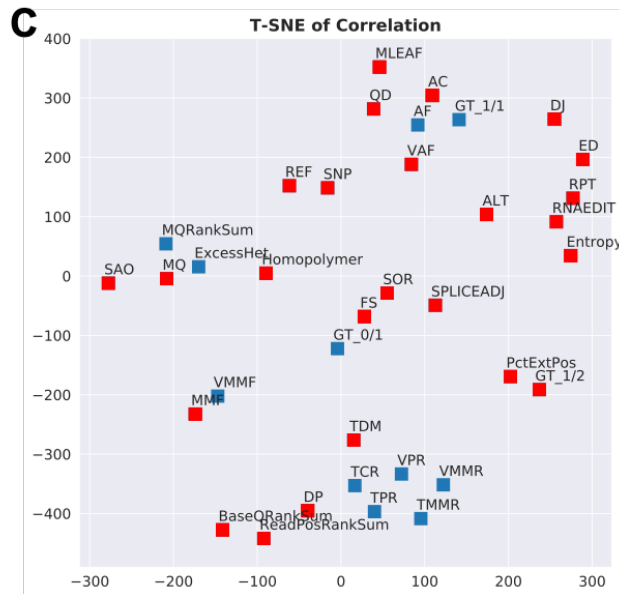 C
T-SNE of Correlation
400
MLEAF
AC
QD
AF
GT_1/1
DJ
300
ED
VAF
200
REF
SNP
RPT
ALT
RNAEDIT
100
MQRankSum
Entropy
ExcessHet
Homopolymer
SAO
MQ
0
SOR
SPLICEADJ
FS
GT_0/1
−100
PctExtPos
GT_1/2
VMMF
MMF
−200
TDM
−300
TCR
VPR
VMMR
DP
TPR
TMMR
BaseQRankSum
ReadPosRankSum
−400
−300 −200 −100 0 100 200 300